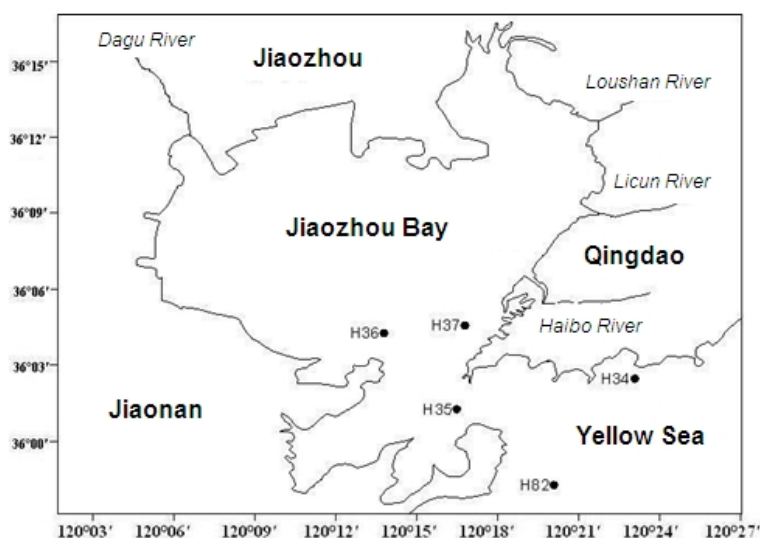 Dagu River
Jiaozhou
36°15′
Loushan River
36°12′
Licun River
36°09′
Jiaozhou Bay
Qingdao
36°06′
H37
Haibo River
H36
36°03′
H34
Jiaonan
H35
Yellow Sea
36°00′
H82
120°03′ 120°06′ 120°09′ 120°12′ 120°15′ 120°18′ 120°21′ 120°24′ 120°27′